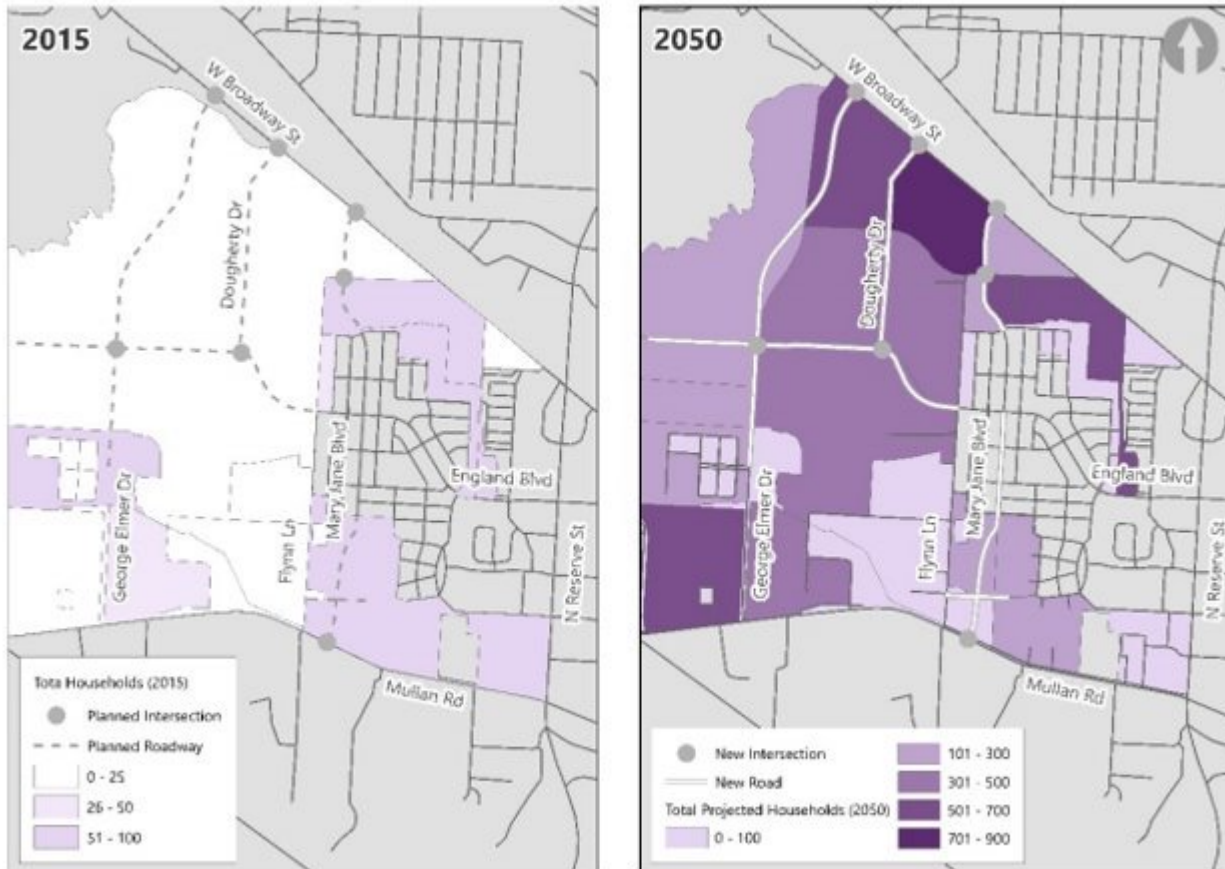 2015
W Broadway St
Dougherty Dr
Mary Jane Blvd
England Blvd
George Elmer Dr
Flynn Ln
N Reserve St
Mullan Rd
Tota Households (2015)
Planned Intersection
Planned Roadway
0 - 25
26 - 50
51 - 100
2050
W Broadway St
Dougherty Dr
Mary Jane Blvd
England Blvd
George Elmer Dr
Flynn Ln
N Reserve St
Mullan Rd
New Intersection
New Road
Total Projected Households (2050)
0 - 100
101 - 300
301 - 500
501 - 700
701 - 900